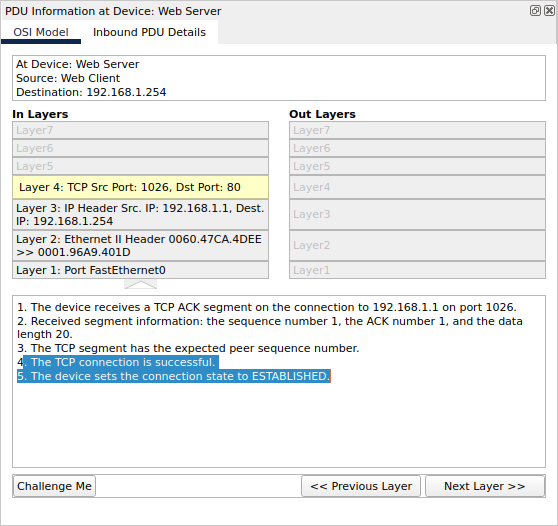 PDU Information at Device: Web Server
OSI Model Inbound PDU Details
At Device: Web Server
Source: Web Client
Destination: 192.168.1.254
In Layers
Layer7
Layer6
Layer5
Layer 4: TCP Src Port: 1026, Dst Port: 80
Layer 3: IP Header Src. IP: 192.168.1.1, Dest.
IP: 192.168.1.254
Layer 2: Ethernet II Header 0060.47CA.4DEE
>> 0001.96A9.401D
Layer 1: Port FastEthernet0
Out Layers
Layer7
Layer6
Layer5
Layer4
Layer3
Layer2
Layer1
1. The device receives a TCP ACK segment on the connection to 192.168.1.1 on port 1026.
2. Received segment information: the sequence number 1, the ACK number 1, and the data
length 20.
3. The TCP segment has the expected peer sequence number.
4. The TCP connection is successful.
5. The device sets the connection state to ESTABLISHED.
Challenge Me << Previous Layer Next Layer >>